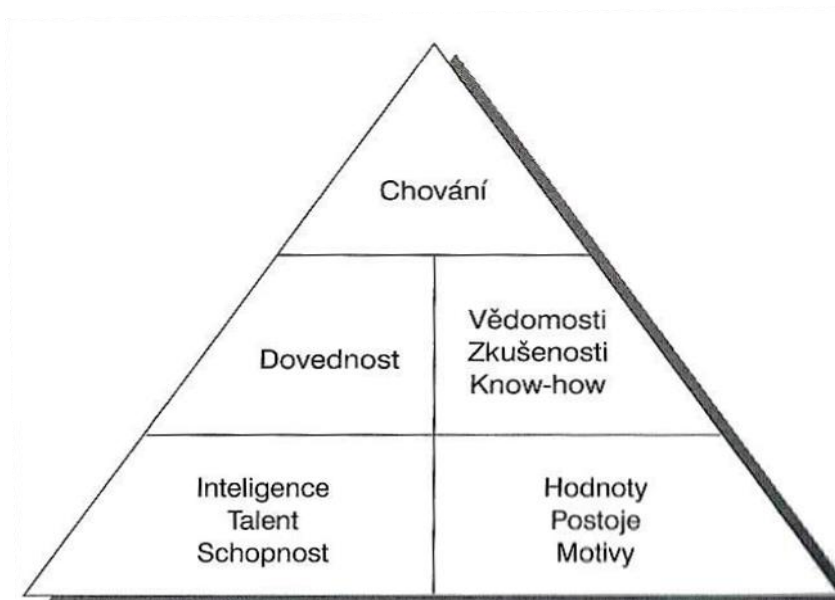 Chování
Dovednost
Vědomosti
Zkušenosti
Know-how
Inteligence
Talent
Schopnost
Hodnoty
Postoje
Motivy